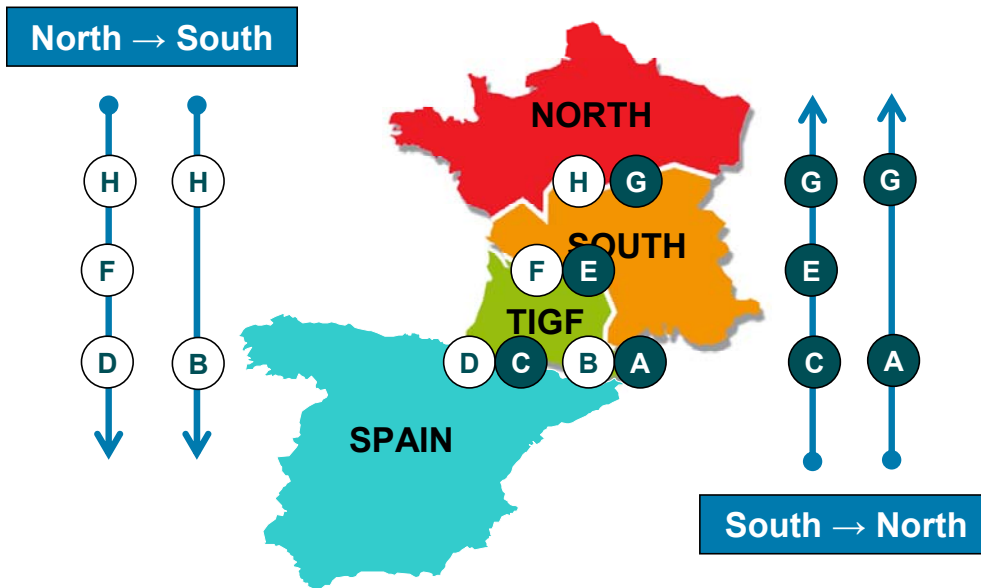 North → South
NORTH
H
H
H
G
G
G
SOUTH
F
F
E
E
TIGF
D
B
D
C
B
A
C
A
SPAIN
South → North